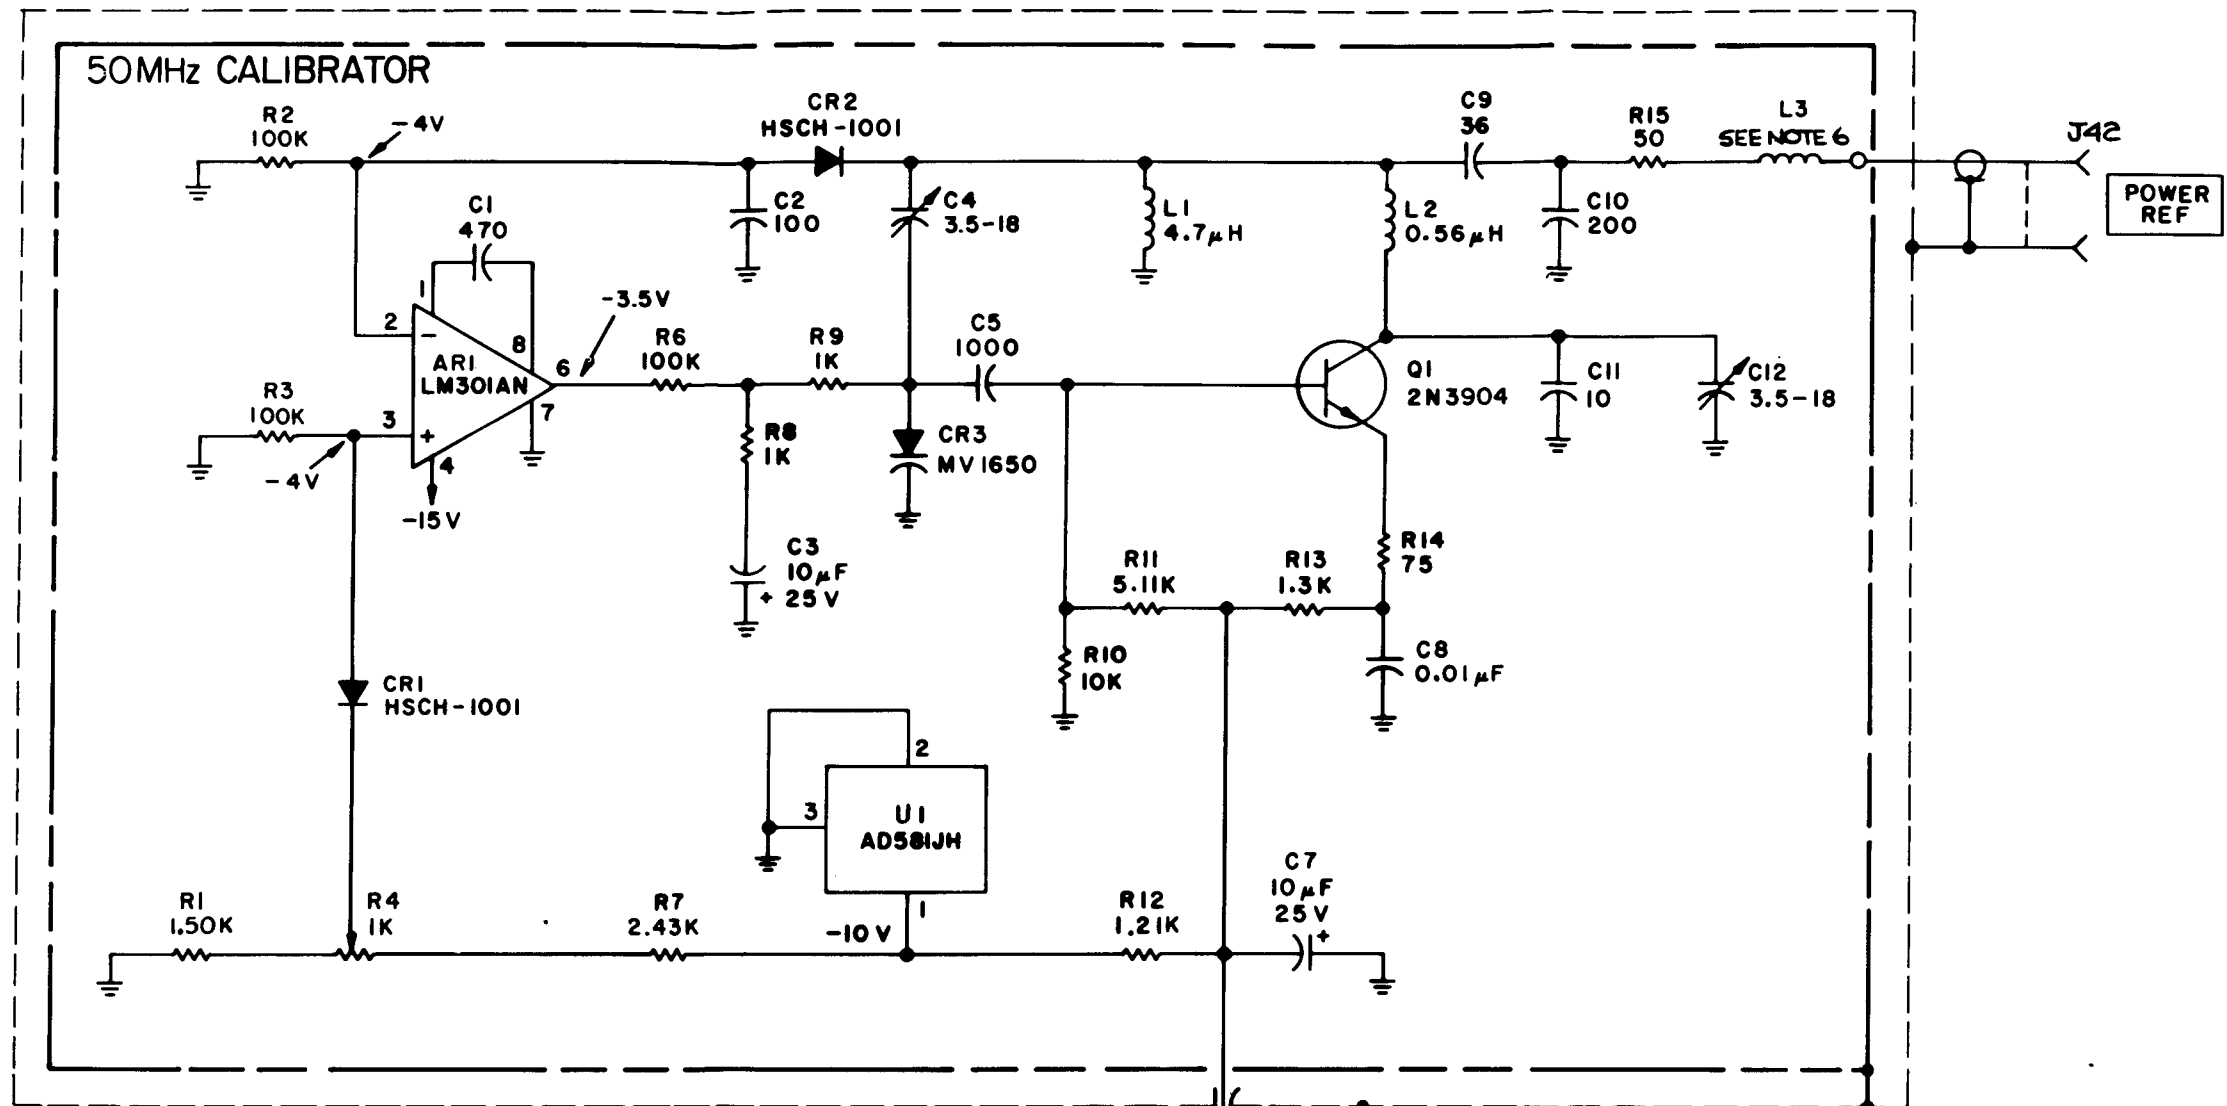 50MHz CALIBRATOR
R2
100K
-4V
CR2
HSCH-1001
C9
36
R15
50
L3
SEE NOTE 6
J42
POWER
REF
C1
470
C2
100
C4
3.5-18
L1
4.7μH
L2
0.56μH
C10
200
1
2
-
8
AR1
LM301AN
6
-3.5V
R6
100K
R9
1K
C5
1000
Q1
2N3904
C11
10
C12
3.5-18
R3
100K
3
+
7
4
-4V
-15V
R8
1K
CR3
MV1650
C3
10μF
+ 25V
R11
5.11K
R13
1.3K
R14
75
R10
10K
C8
0.01μF
CR1
HSCH-1001
2
3
U1
AD581JH
1
-10V
R1
1.50K
R4
1K
R7
2.43K
R12
1.21K
C7
10μF
25V
+